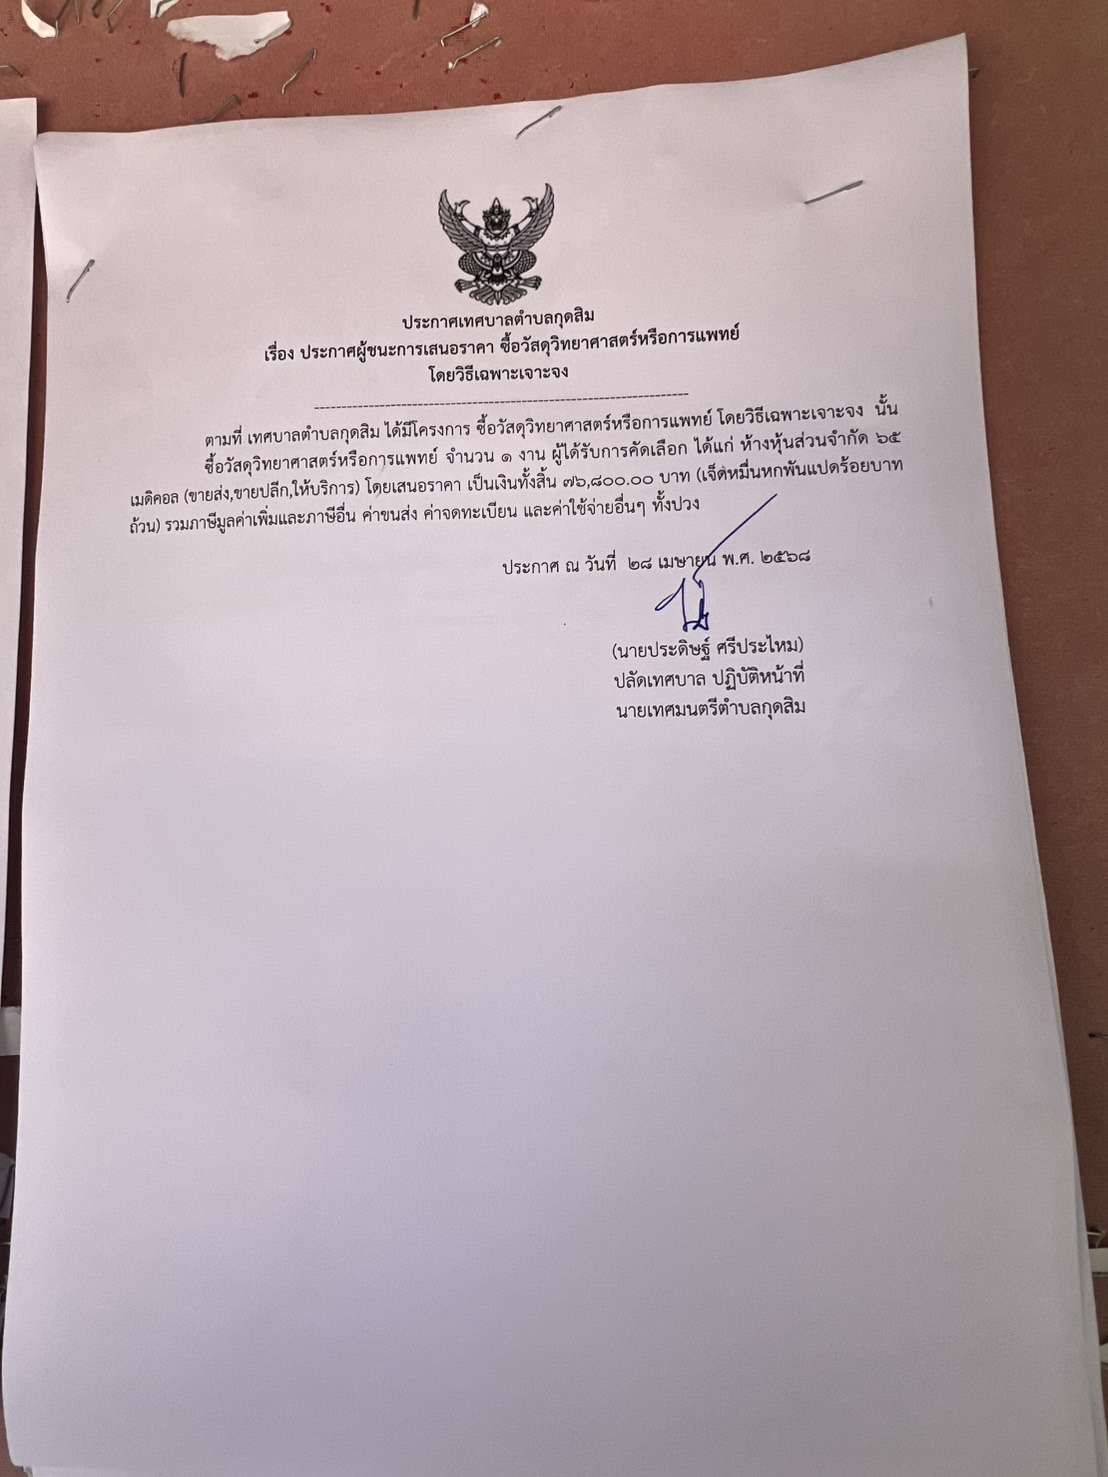 ประกาศเทศบาลตำบลกุดสิม
เรื่อง ประกาศผู้ชนะการเสนอราคา ซื้อวัสดุวิทยาศาสตร์หรือการแพทย์
โดยวิธีเฉพาะเจาะจง
ตามที่ เทศบาลตำบลกุดสิม ได้มีโครงการ ซื้อวัสดุวิทยาศาสตร์หรือการแพทย์ โดยวิธีเฉพาะเจาะจง นั้น
ซื้อวัสดุวิทยาศาสตร์หรือการแพทย์ จำนวน ๑ งาน ผู้ได้รับการคัดเลือก ได้แก่ ห้างหุ้นส่วนจำกัด ๖๕
เมดิคอล (ขายส่ง,ขายปลีก,ให้บริการ) โดยเสนอราคา เป็นเงินทั้งสิ้น ๗๖,๘๐๐.๐๐ บาท (เจ็ดหมื่นหกพันแปดร้อยบาท
ถ้วน) รวมภาษีมูลค่าเพิ่มและภาษีอื่น ค่าขนส่ง ค่าจดทะเบียน และค่าใช้จ่ายอื่นๆ ทั้งปวง
ประกาศ ณ วันที่ ๒๘ เมษายน พ.ศ. ๒๕๖๘
(นายประดิษฐ์ ศรีประไหม)
ปลัดเทศบาล ปฏิบัติหน้าที่
นายเทศมนตรีตำบลกุดสิม